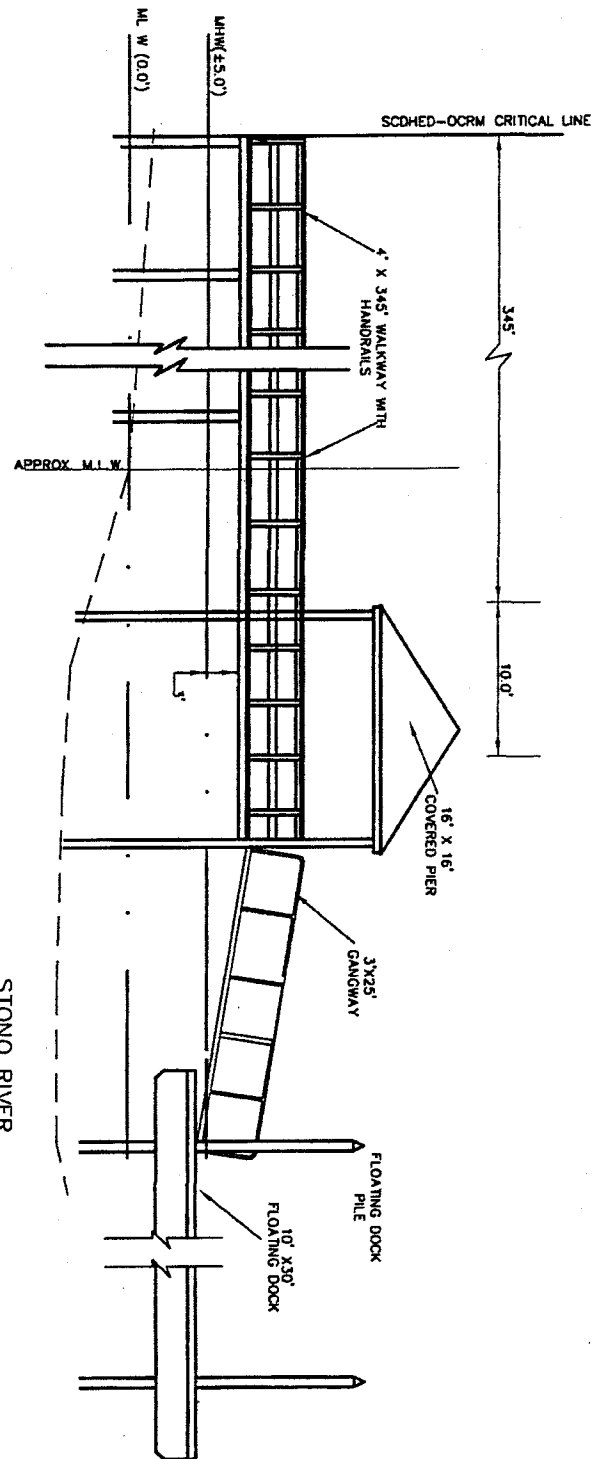 SCDHED-OCRM CRITICAL LINE
345'
10.0'
4' X 345' WALKWAY WITH
HANDRAILS
16' X 16'
COVERED PIER
3'X25'
GANGWAY
FLOATING DOCK
PILE
10' X30'
FLOATING DOCK
MHW(±5.0')
ML W (0.0')
APPROX. M.L.W.
STONO RIVER